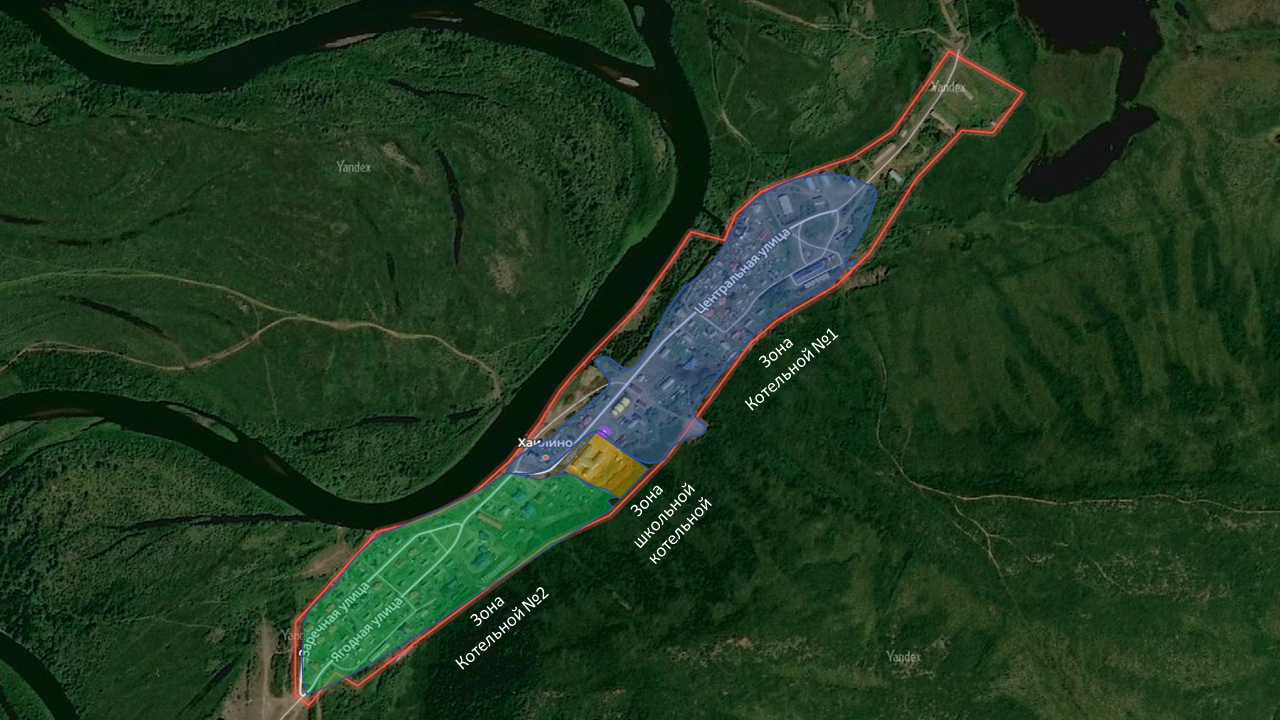 Yandex
Yandex
Центральная улица
Зона
Котельной №1
Хаилино
Зона
школьной
котельной
Зона
Котельной №2
Заречная улица
Ягодная улица
Yandex